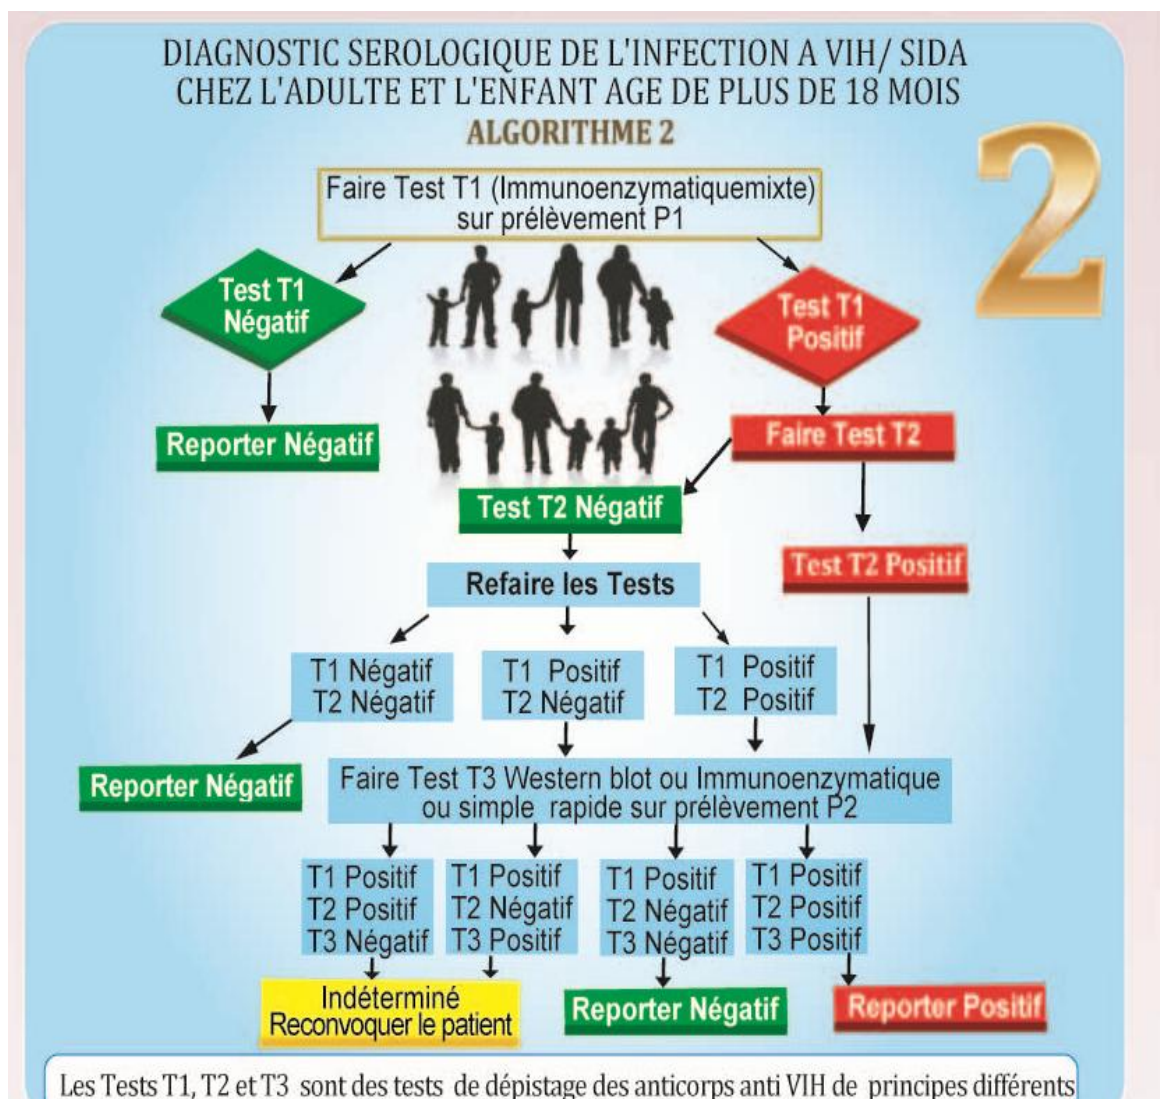 DIAGNOSTIC SEROLOGIQUE DE L'INFECTION A VIH/ SIDA
CHEZ L'ADULTE ET L'ENFANT AGE DE PLUS DE 18 MOIS
ALGORITHME 2
2
Faire Test T1 (Immunoenzymatiquemixte)
sur prélèvement P1
Test T1
Négatif
Test T1
Positif
Reporter Négatif
Faire Test T2
Test T2 Négatif
Test T2 Positif
Refaire les Tests
T1 Négatif
T2 Négatif
T1 Positif
T2 Négatif
T1 Positif
T2 Positif
Reporter Négatif
Faire Test T3 Western blot ou Immunoenzymatique
ou simple rapide sur prélèvement P2
T1 Positif
T2 Positif
T3 Négatif
T1 Positif
T2 Négatif
T3 Positif
T1 Positif
T2 Négatif
T3 Négatif
T1 Positif
T2 Positif
T3 Positif
Indéterminé
Reconvoquer le patient
Reporter Négatif
Reporter Positif
Les Tests T1, T2 et T3 sont des tests de dépistage des anticorps anti VIH de principes différents